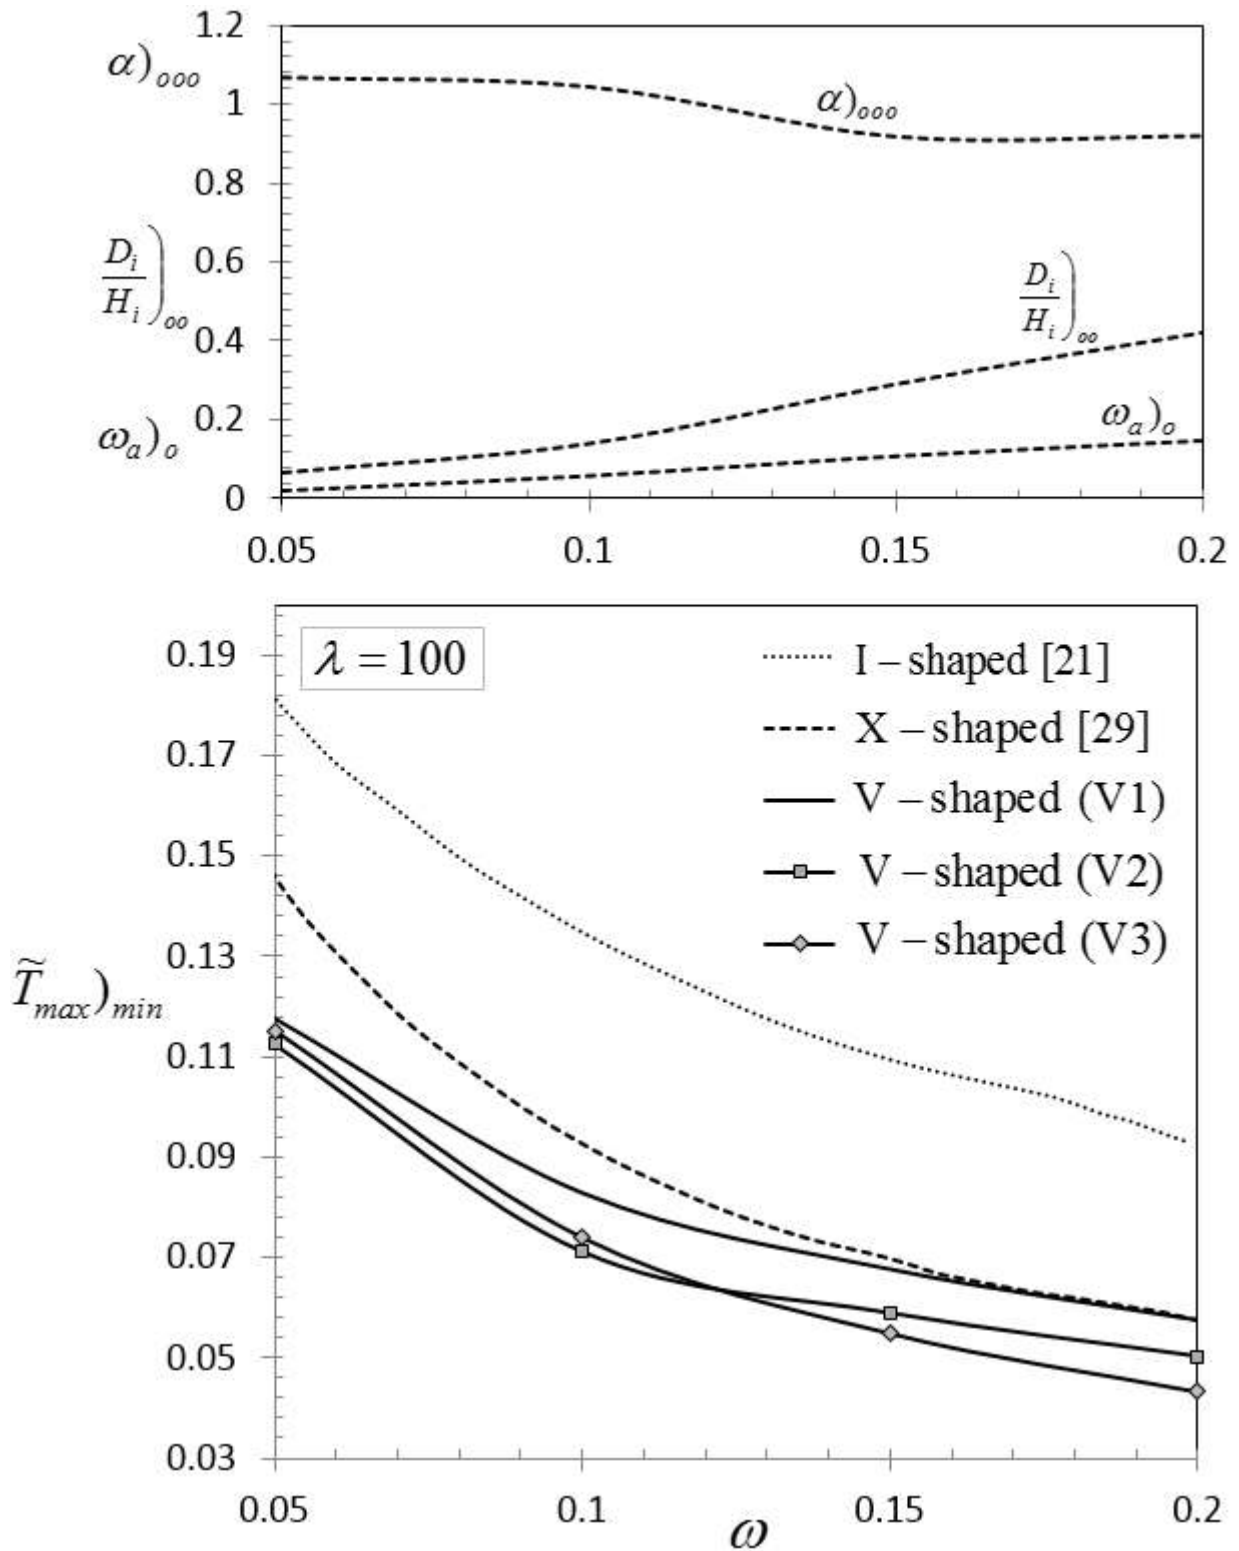 1.2
α)ooo
1
α)ooo
0.8
Di
Hi)oo
0.6
Di
Hi)oo
0.4
0.2
ωa)o
ωa)o
0
0.05 0.1 0.15 0.2
λ = 100
0.19
I – shaped [21]
X – shaped [29]
0.17
V – shaped (V1)
0.15
V – shaped (V2)
V – shaped (V3)
0.13
T̃max)min
0.11
0.09
0.07
0.05
0.03
0.05 0.1 0.15 0.2
ω